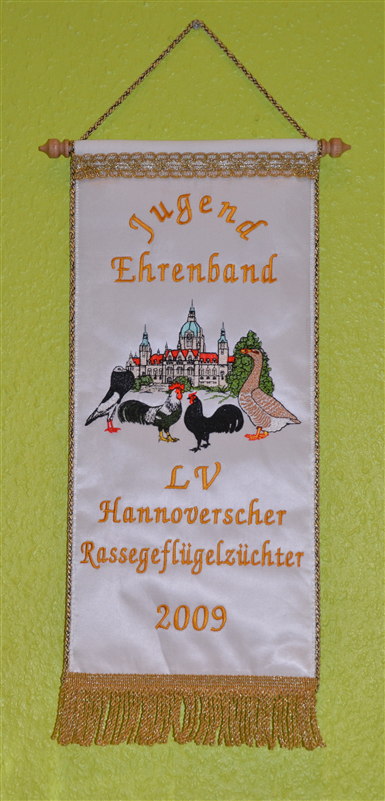 Jugend
Ehrenband
LV
Hannoverscher
Rassegeflügelzüchter
2009